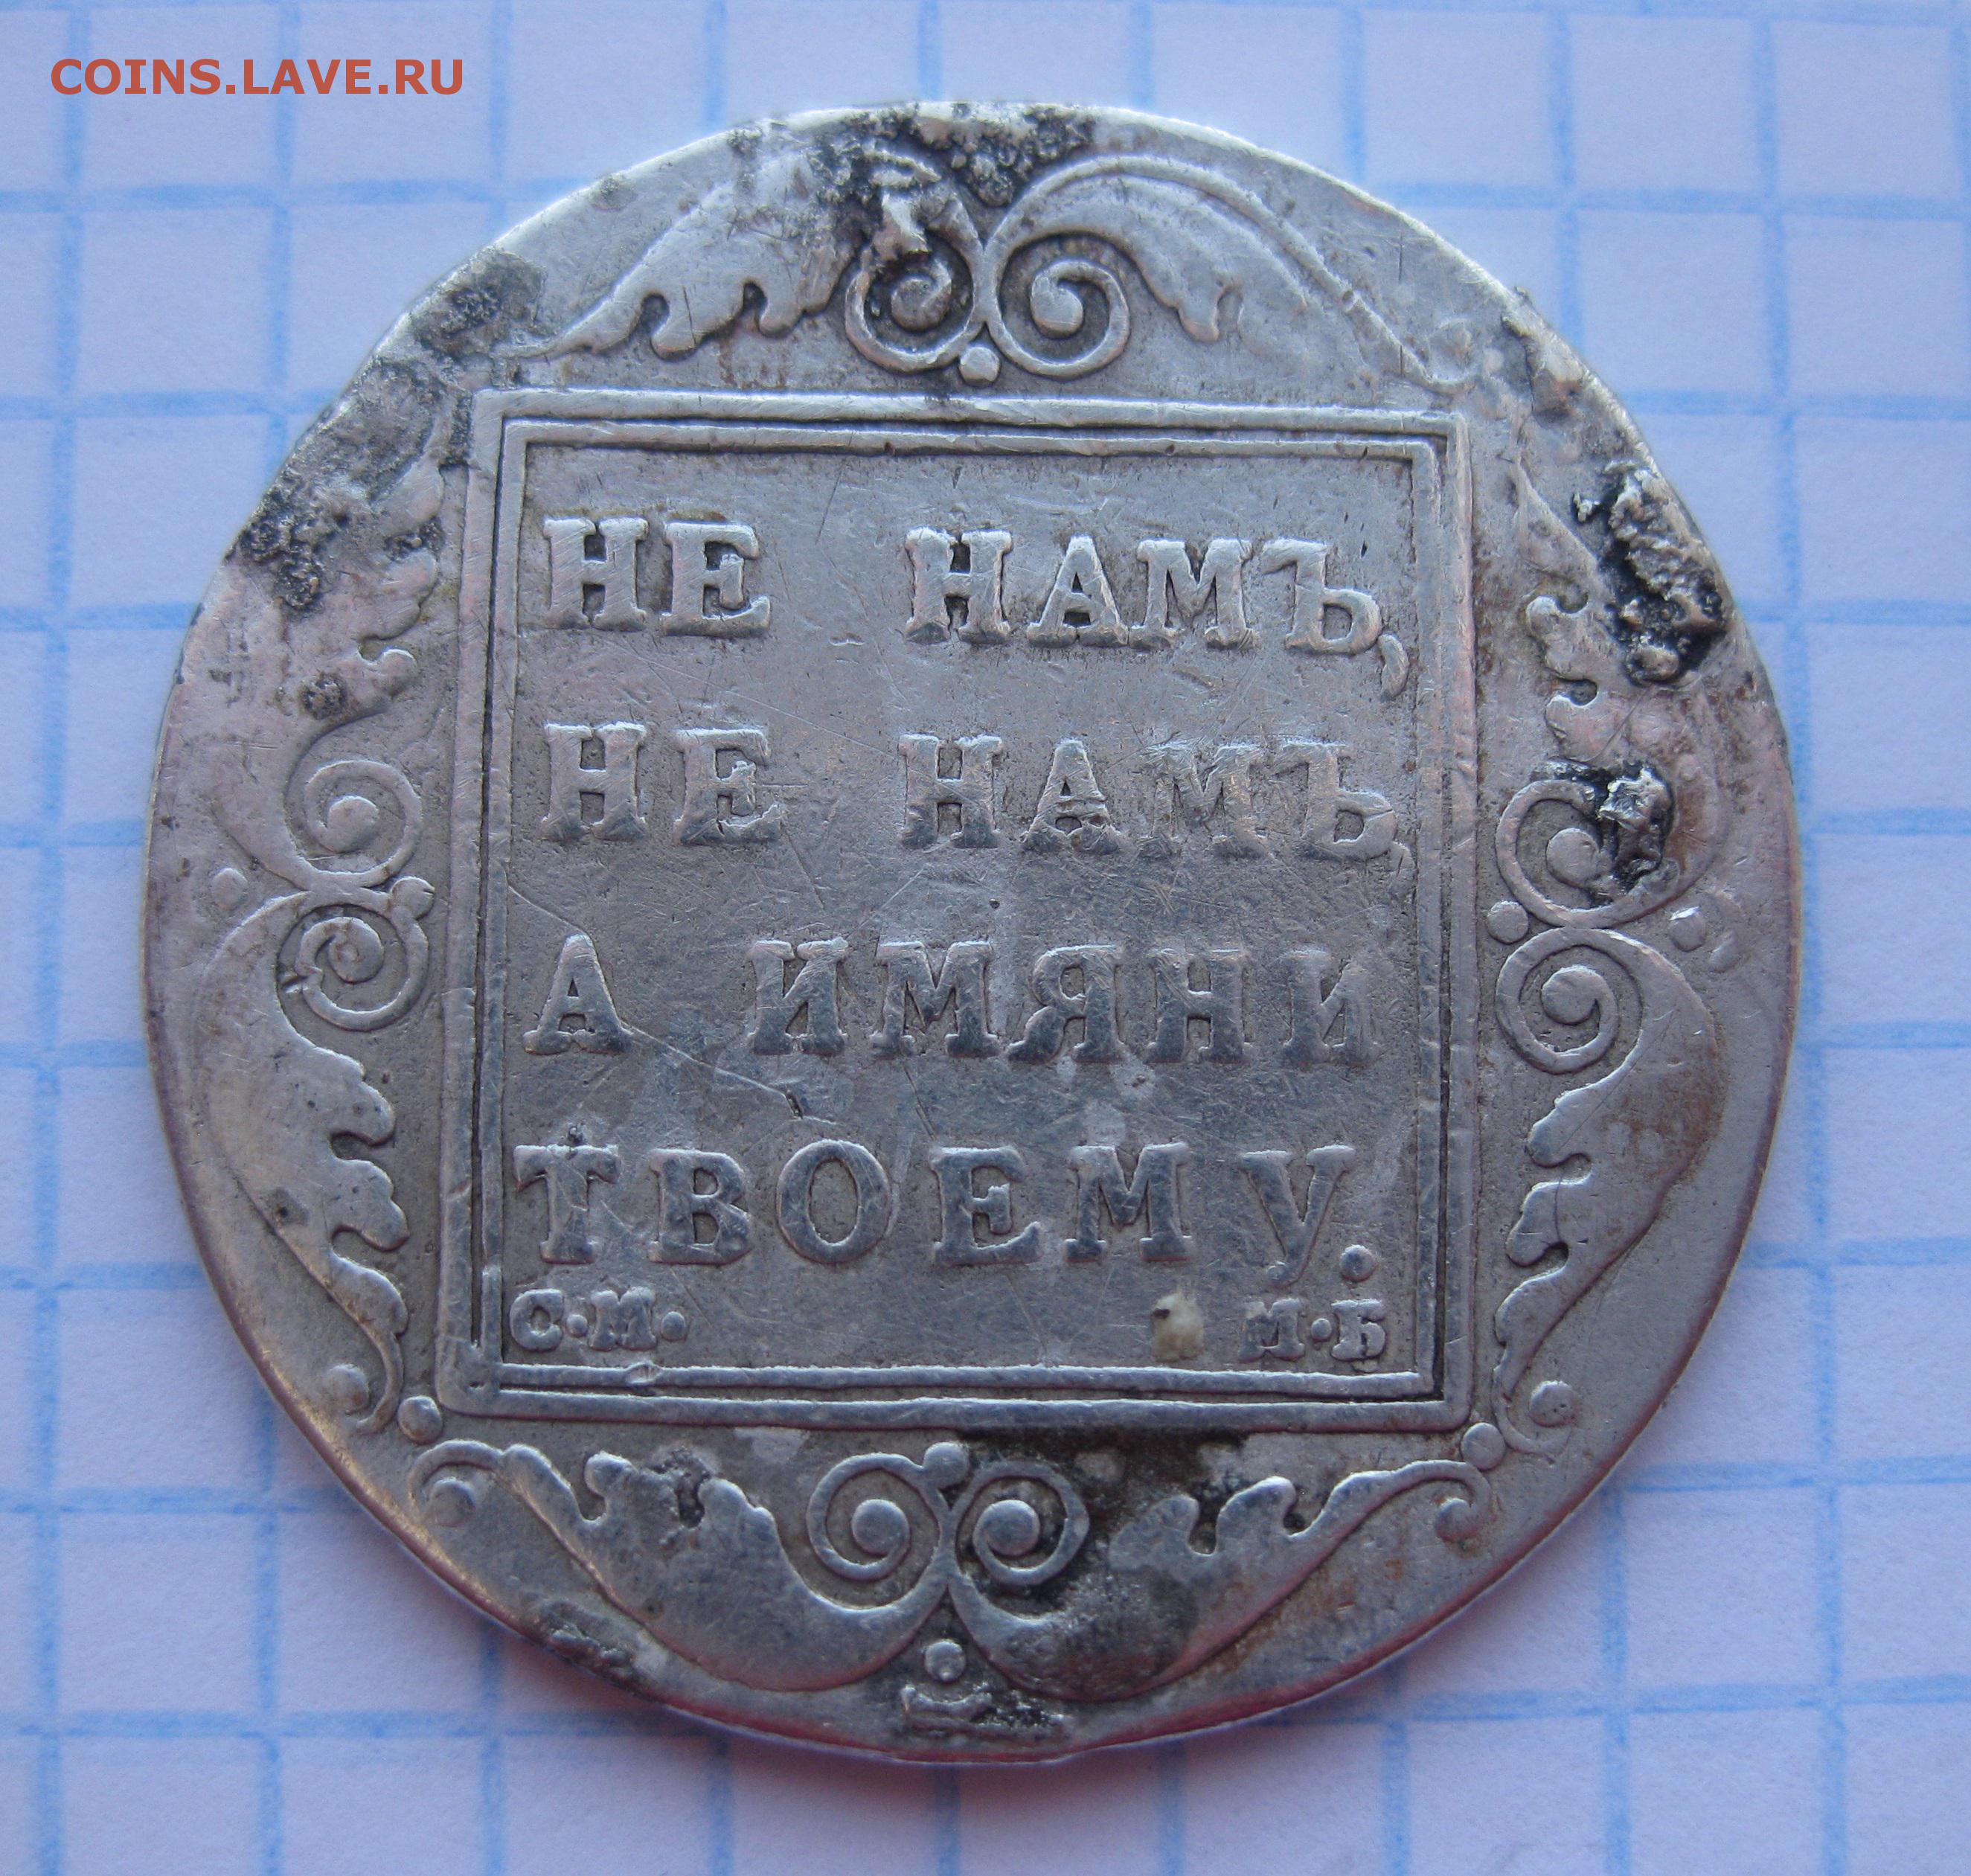 COINS.LAVE.RU
НЕ НАМЪ,
НЕ НАМЪ,
А ИМЯНИ
ТВОЕМУ.
С·М· М·Б